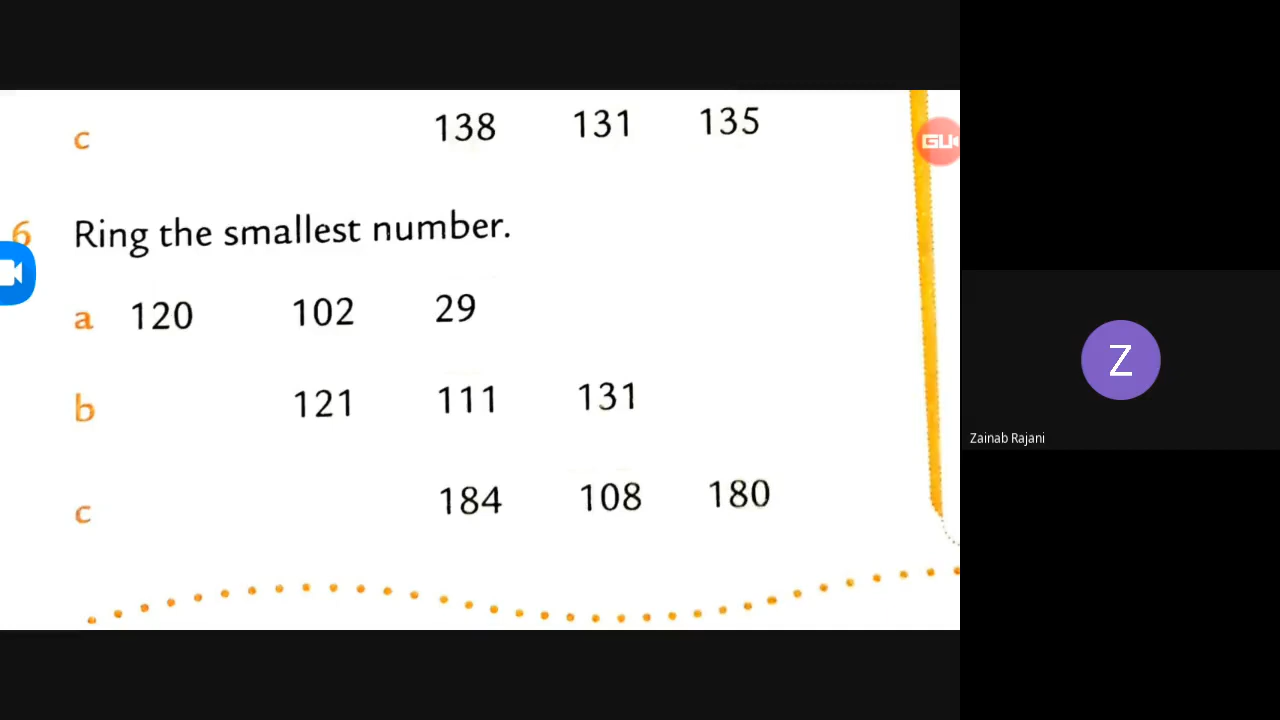 c 138 131 135
6 Ring the smallest number.
a 120 102 29
b 121 111 131
c 184 108 180
GU
Z
Zainab Rajani